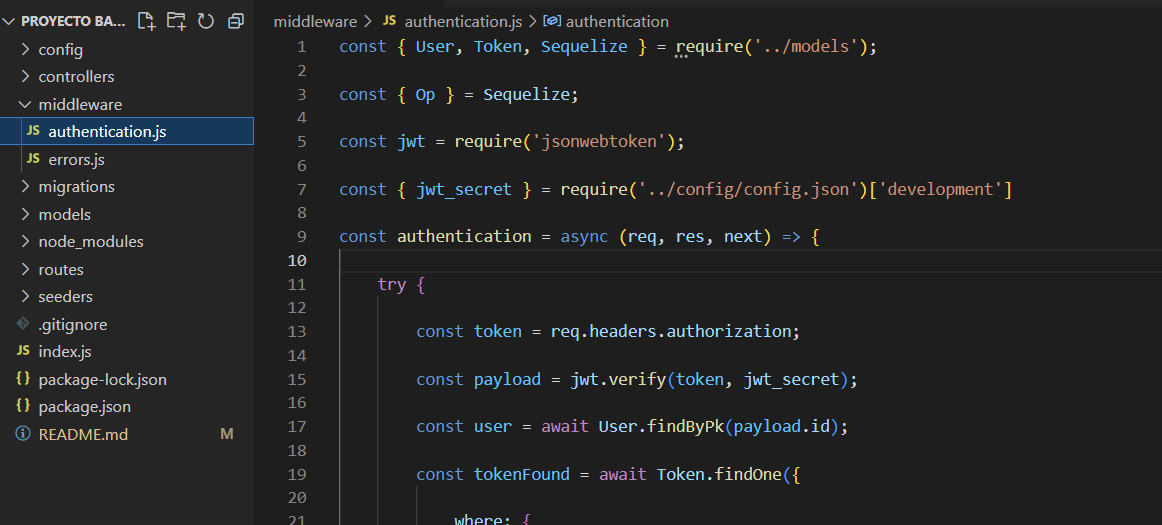 PROYECTO BA...
config
controllers
middleware
JS authentication.js
JS errors.js
migrations
models
node_modules
routes
seeders
.gitignore
JS index.js
{} package-lock.json
{} package.json
README.md M
middleware > JS authentication.js > authentication
1 const { User, Token, Sequelize } = require('../models');
2
3 const { Op } = Sequelize;
4
5 const jwt = require('jsonwebtoken');
6
7 const { jwt_secret } = require('../config/config.json')['development']
8
9 const authentication = async (req, res, next) => {
10
11 try {
12
13 const token = req.headers.authorization;
14
15 const payload = jwt.verify(token, jwt_secret);
16
17 const user = await User.findByPk(payload.id);
18
19 const tokenFound = await Token.findOne({
20
21 where: {